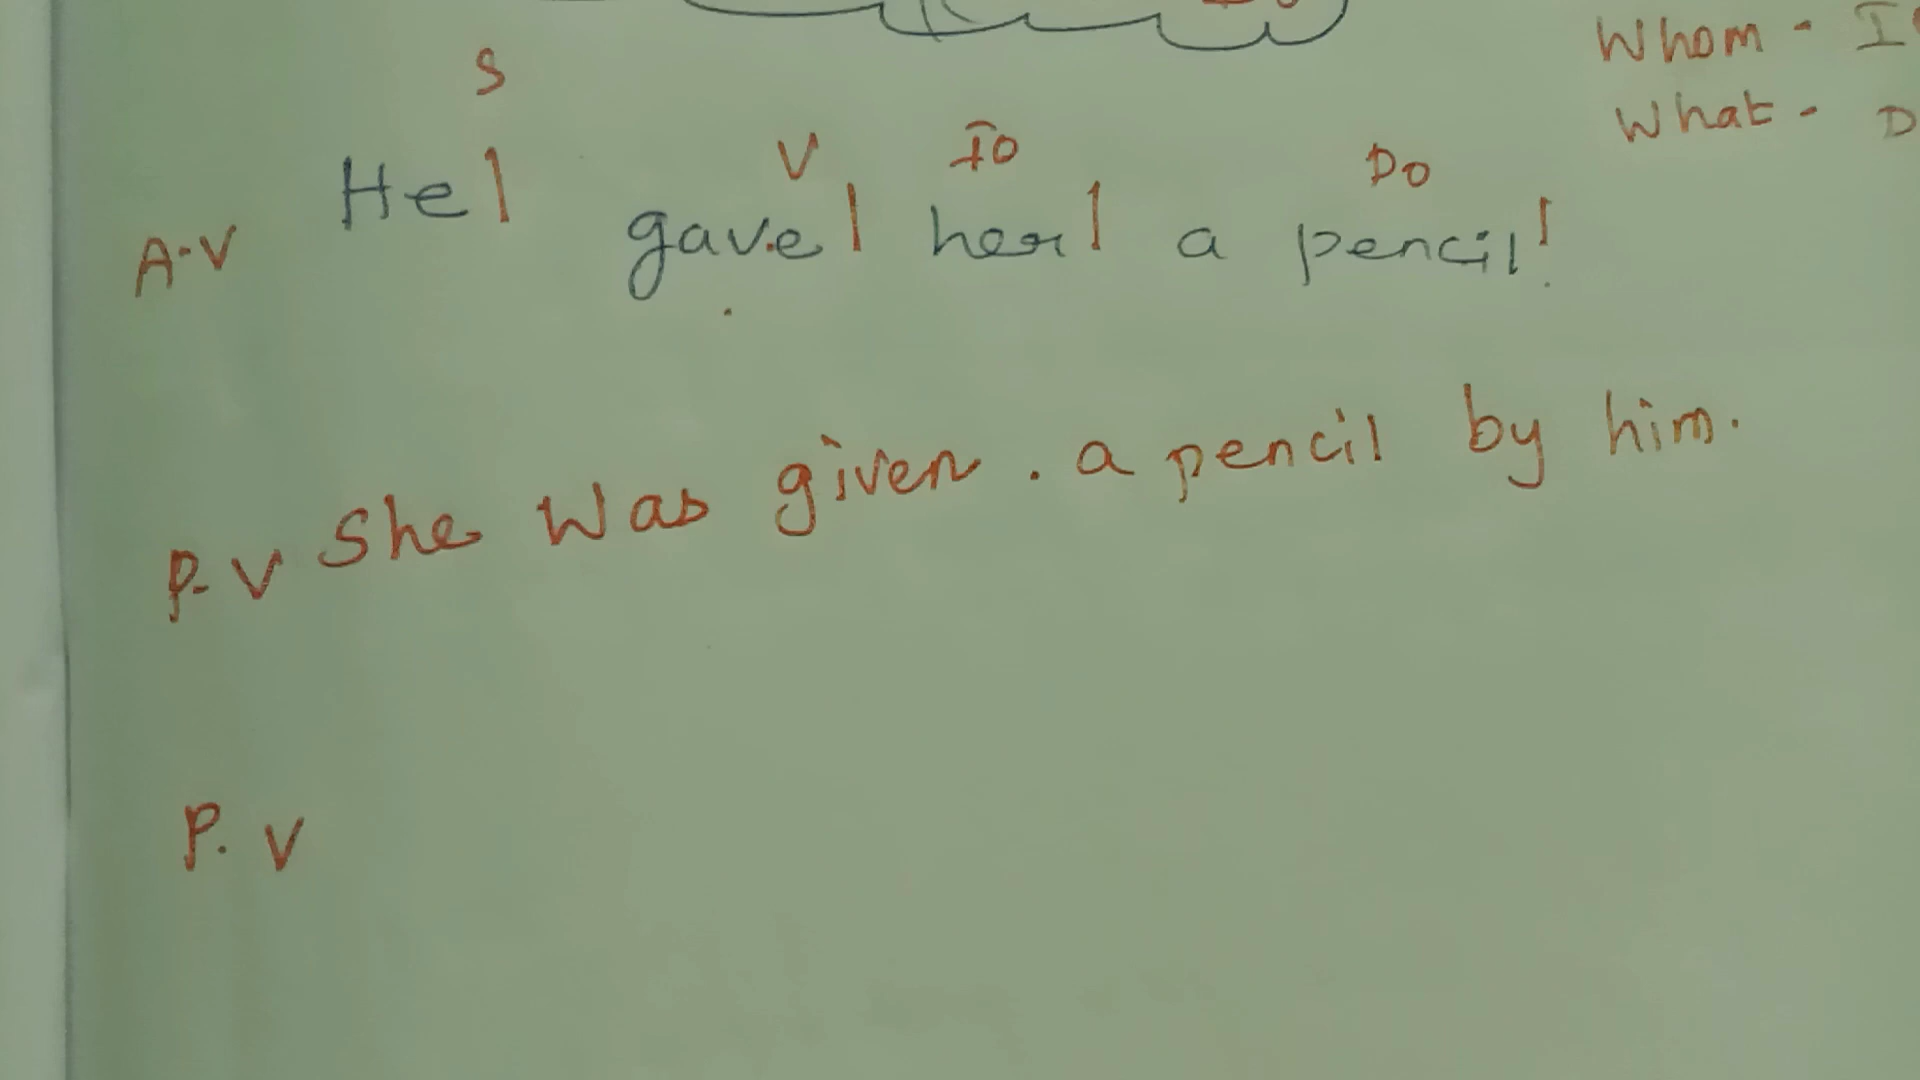 Whom - I
What - D
S
V IO DO
A.V He| gave| her| a pencil|.
P.V She was given. a pencil by him.
P.V